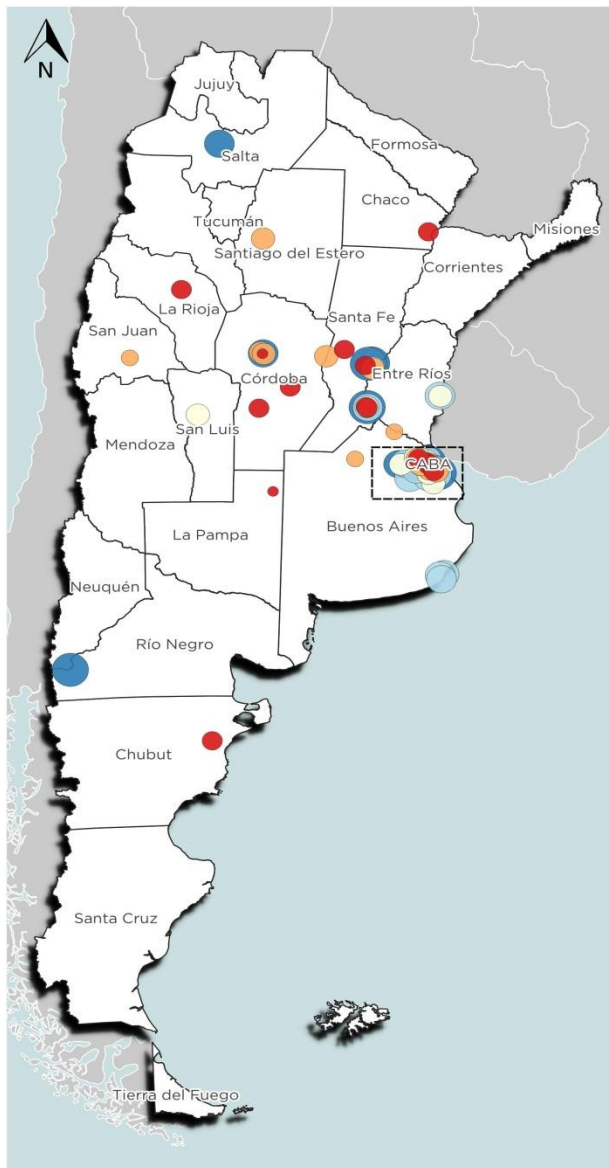 N
Jujuy
Salta
Formosa
Chaco
Misiones
Tucumán
Santiago del Estero
Corrientes
La Rioja
Santa Fe
San Juan
Entre Ríos
Córdoba
San Luis
Mendoza
CABA
Buenos Aires
La Pampa
Neuquén
Río Negro
Chubut
Santa Cruz
Tierra del Fuego